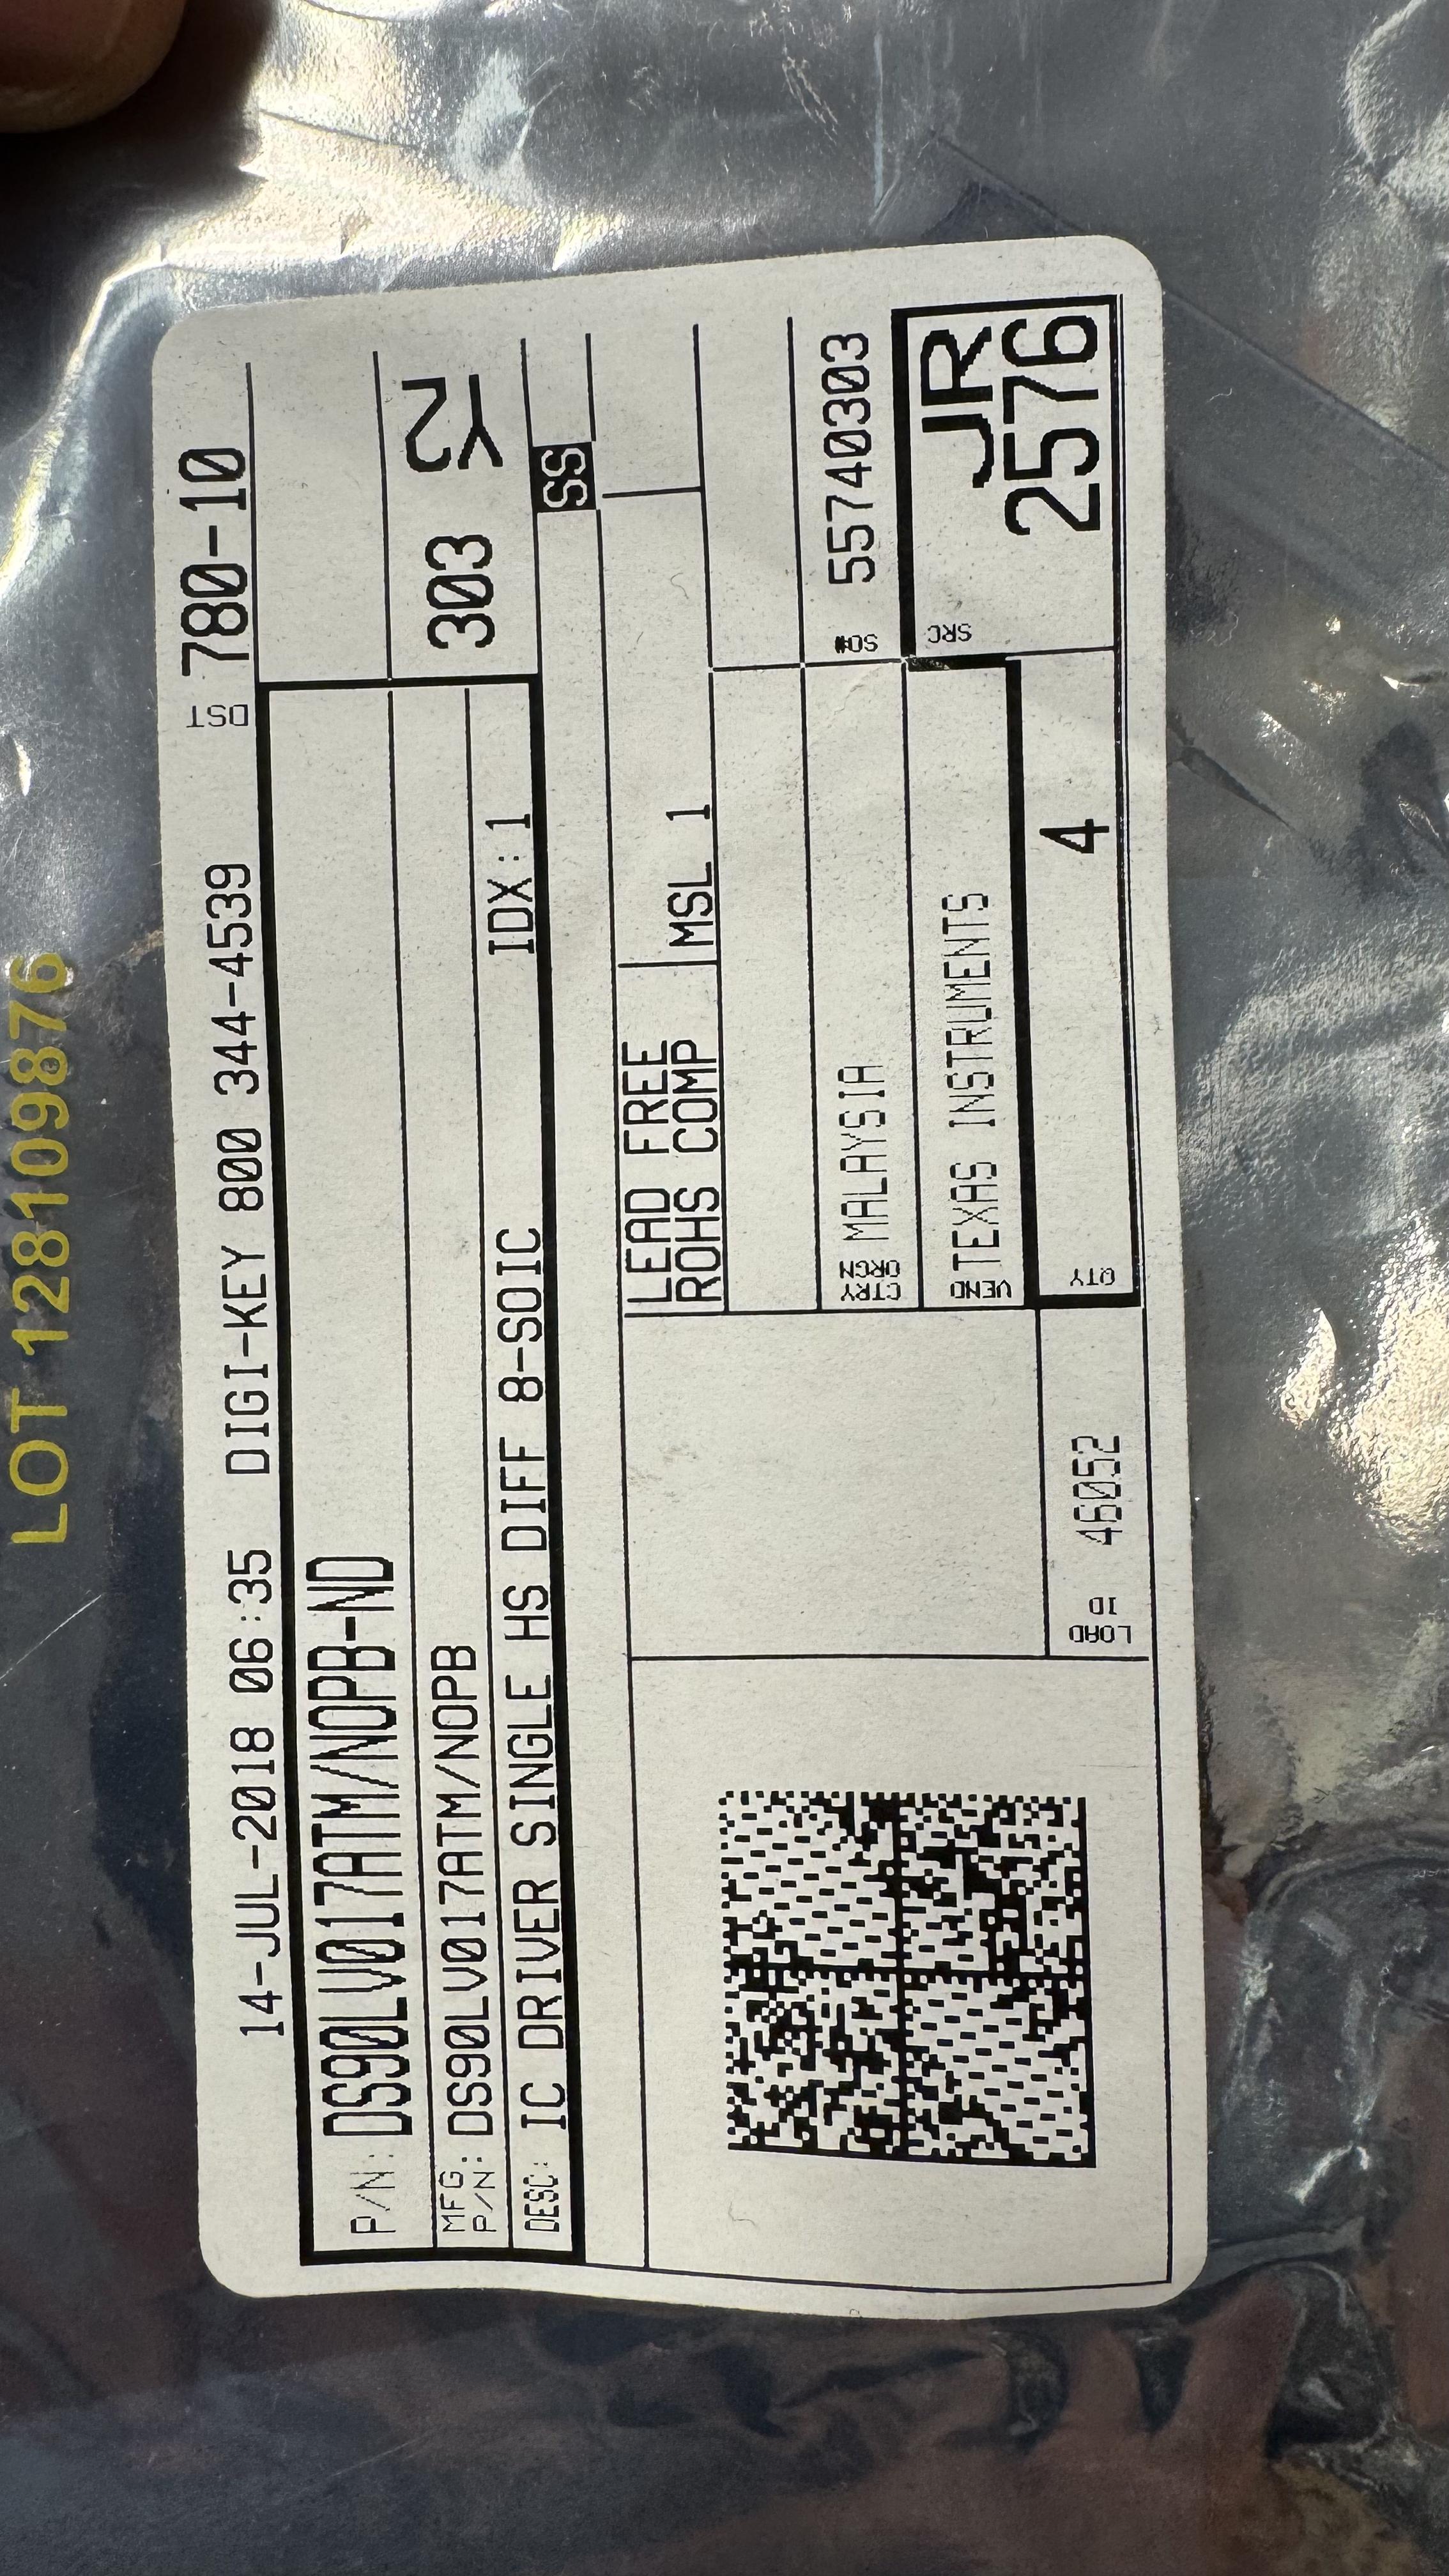 LOT 128109876
14-JUL-2018 06:35 DIGI-KEY 800 344-4539 DST 780-10
P/N: DS90LV017ATM/NOPB-ND
MFG P/N: DS90LV017ATM/NOPB
303 Y2
DESC: IC DRIVER SINGLE HS DIFF 8-SOIC IDX: 1
SS
LEAD FREE
ROHS COMP
MSL 1
CTRY ORGN MALAYSIA
SO# 55740303
VEND TEXAS INSTRUMENTS
SRC JR
2576
LOAD ID 46052
QTY 4